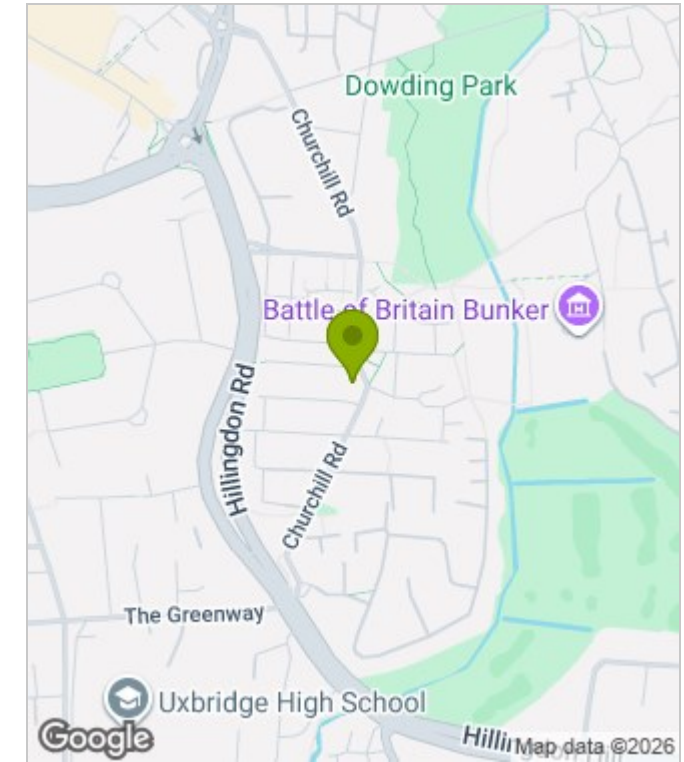 Dowding Park
Churchill Rd
Battle of Britain Bunker
Hillingdon Rd
Churchill Rd
The Greenway
Uxbridge High School
Google
Map data ©2026